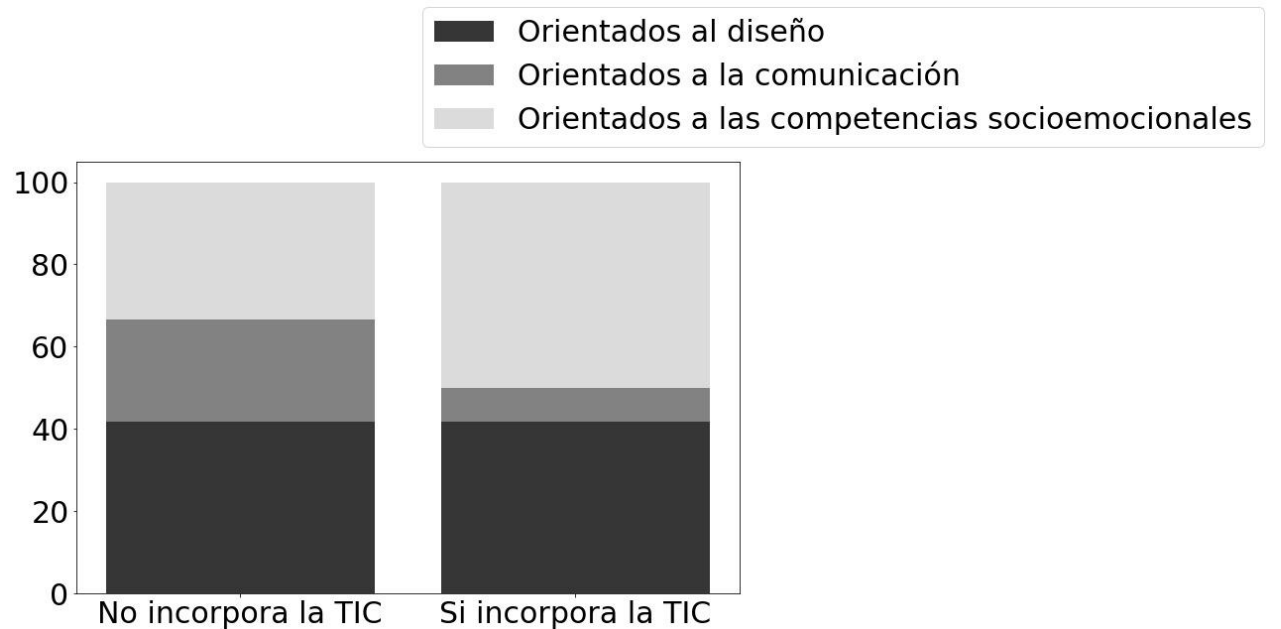 Orientados al diseño
Orientados a la comunicación
Orientados a las competencias socioemocionales
100
80
60
40
20
0
No incorpora la TIC
Si incorpora la TIC